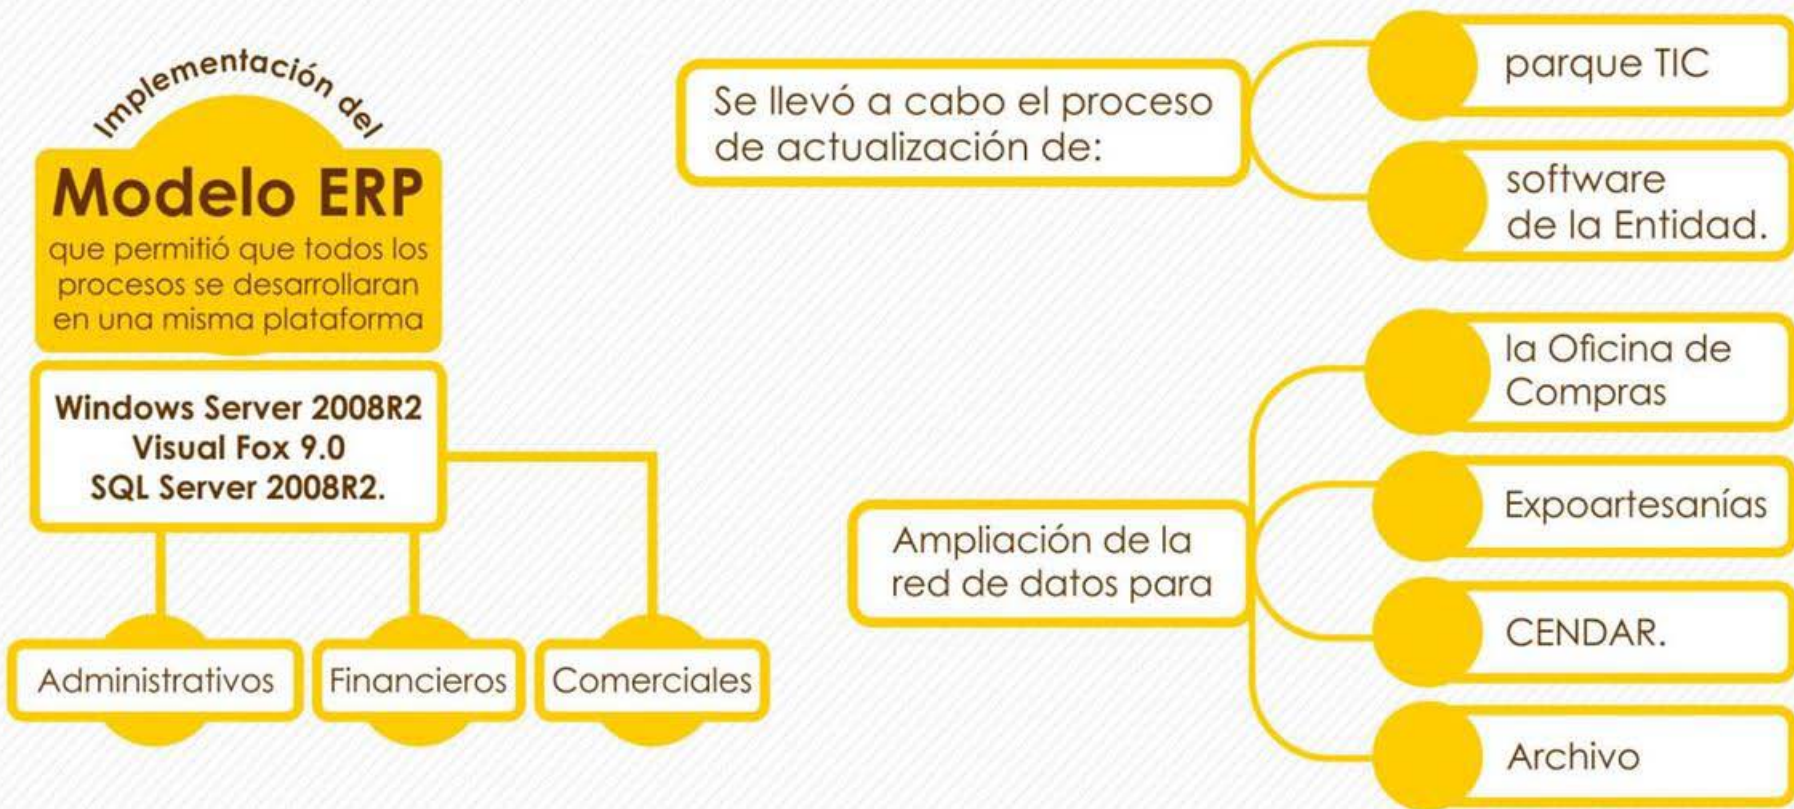 Implementación del
Modelo ERP
que permitió que todos los
procesos se desarrollaran
en una misma plataforma
Windows Server 2008R2
Visual Fox 9.0
SQL Server 2008R2.
Administrativos
Financieros
Comerciales
Se llevó a cabo el proceso
de actualización de:
parque TIC
software
de la Entidad.
Ampliación de la
red de datos para
la Oficina de
Compras
Expoartesanías
CENDAR.
Archivo